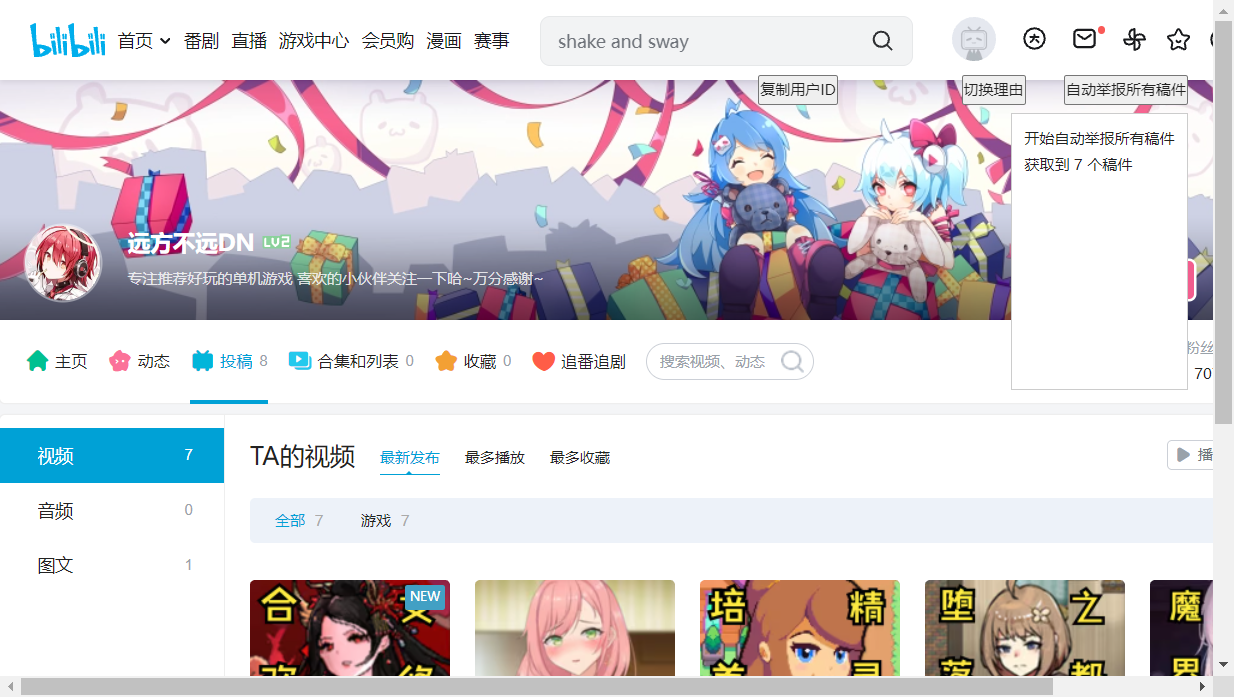 bilibili
首页 番剧 直播 游戏中心 会员购 漫画 赛事
shake and sway
复制用户ID
切换理由
自动举报所有稿件
开始自动举报所有稿件
获取到 7 个稿件
远方不远DN LV2
专注推荐好玩的单机游戏 喜欢的小伙伴关注一下哈~万分感谢~
主页 动态 投稿 8 合集和列表 0 收藏 0 追番追剧
搜索视频、动态
粉丝
70
视频 7
音频 0
图文 1
TA的视频 最新发布 最多播放 最多收藏
播
全部 7 游戏 7
NEW
合
培 精
堕 之
魔
界